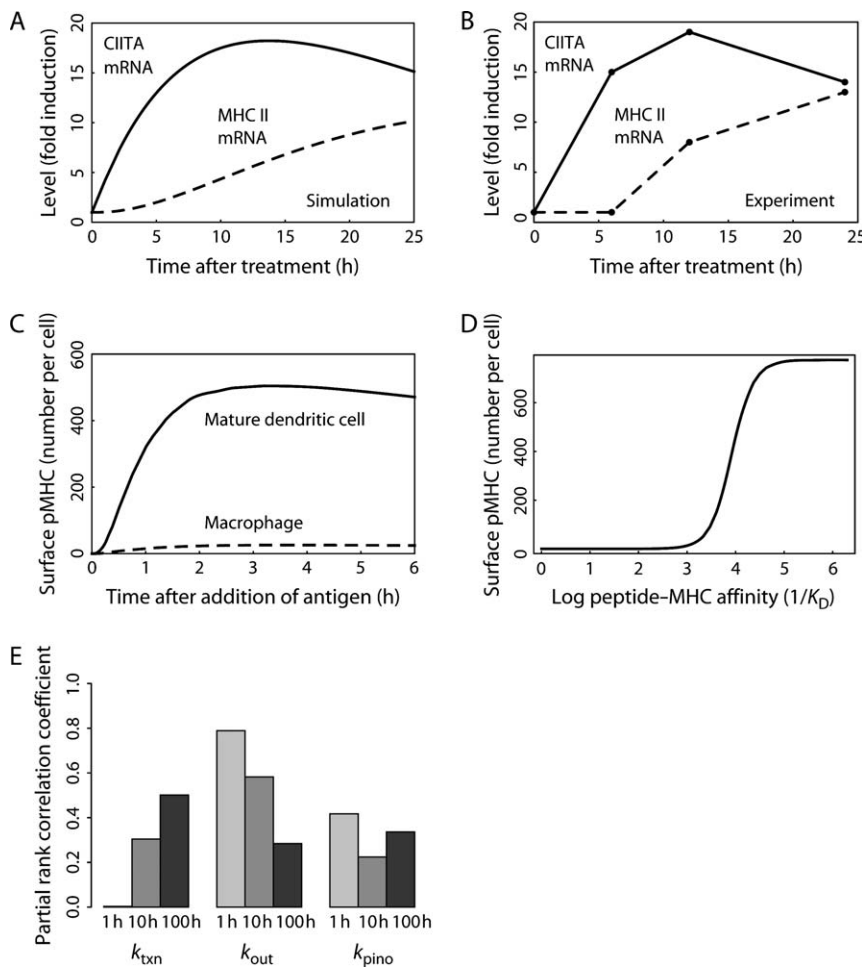 A
Level (fold induction)
20
15
10
5
0
CIITA
mRNA
MHC II
mRNA
Simulation
0 5 10 15 20 25
Time after treatment (h)
B
Level (fold induction)
20
15
10
5
0
CIITA
mRNA
MHC II
mRNA
Experiment
0 5 10 15 20 25
Time after treatment (h)
C
Surface pMHC (number per cell)
600
400
200
0
Mature dendritic cell
Macrophage
0 1 2 3 4 5 6
Time after addition of antigen (h)
D
Surface pMHC (number per cell)
600
400
200
0
0 1 2 3 4 5 6
Log peptide–MHC affinity (1/KD)
E
Partial rank correlation coefficient
1.0
0.8
0.6
0.4
0.2
0.0
1 h 10 h 100 h 1 h 10 h 100 h 1 h 10 h 100 h
ktxn kout kpino